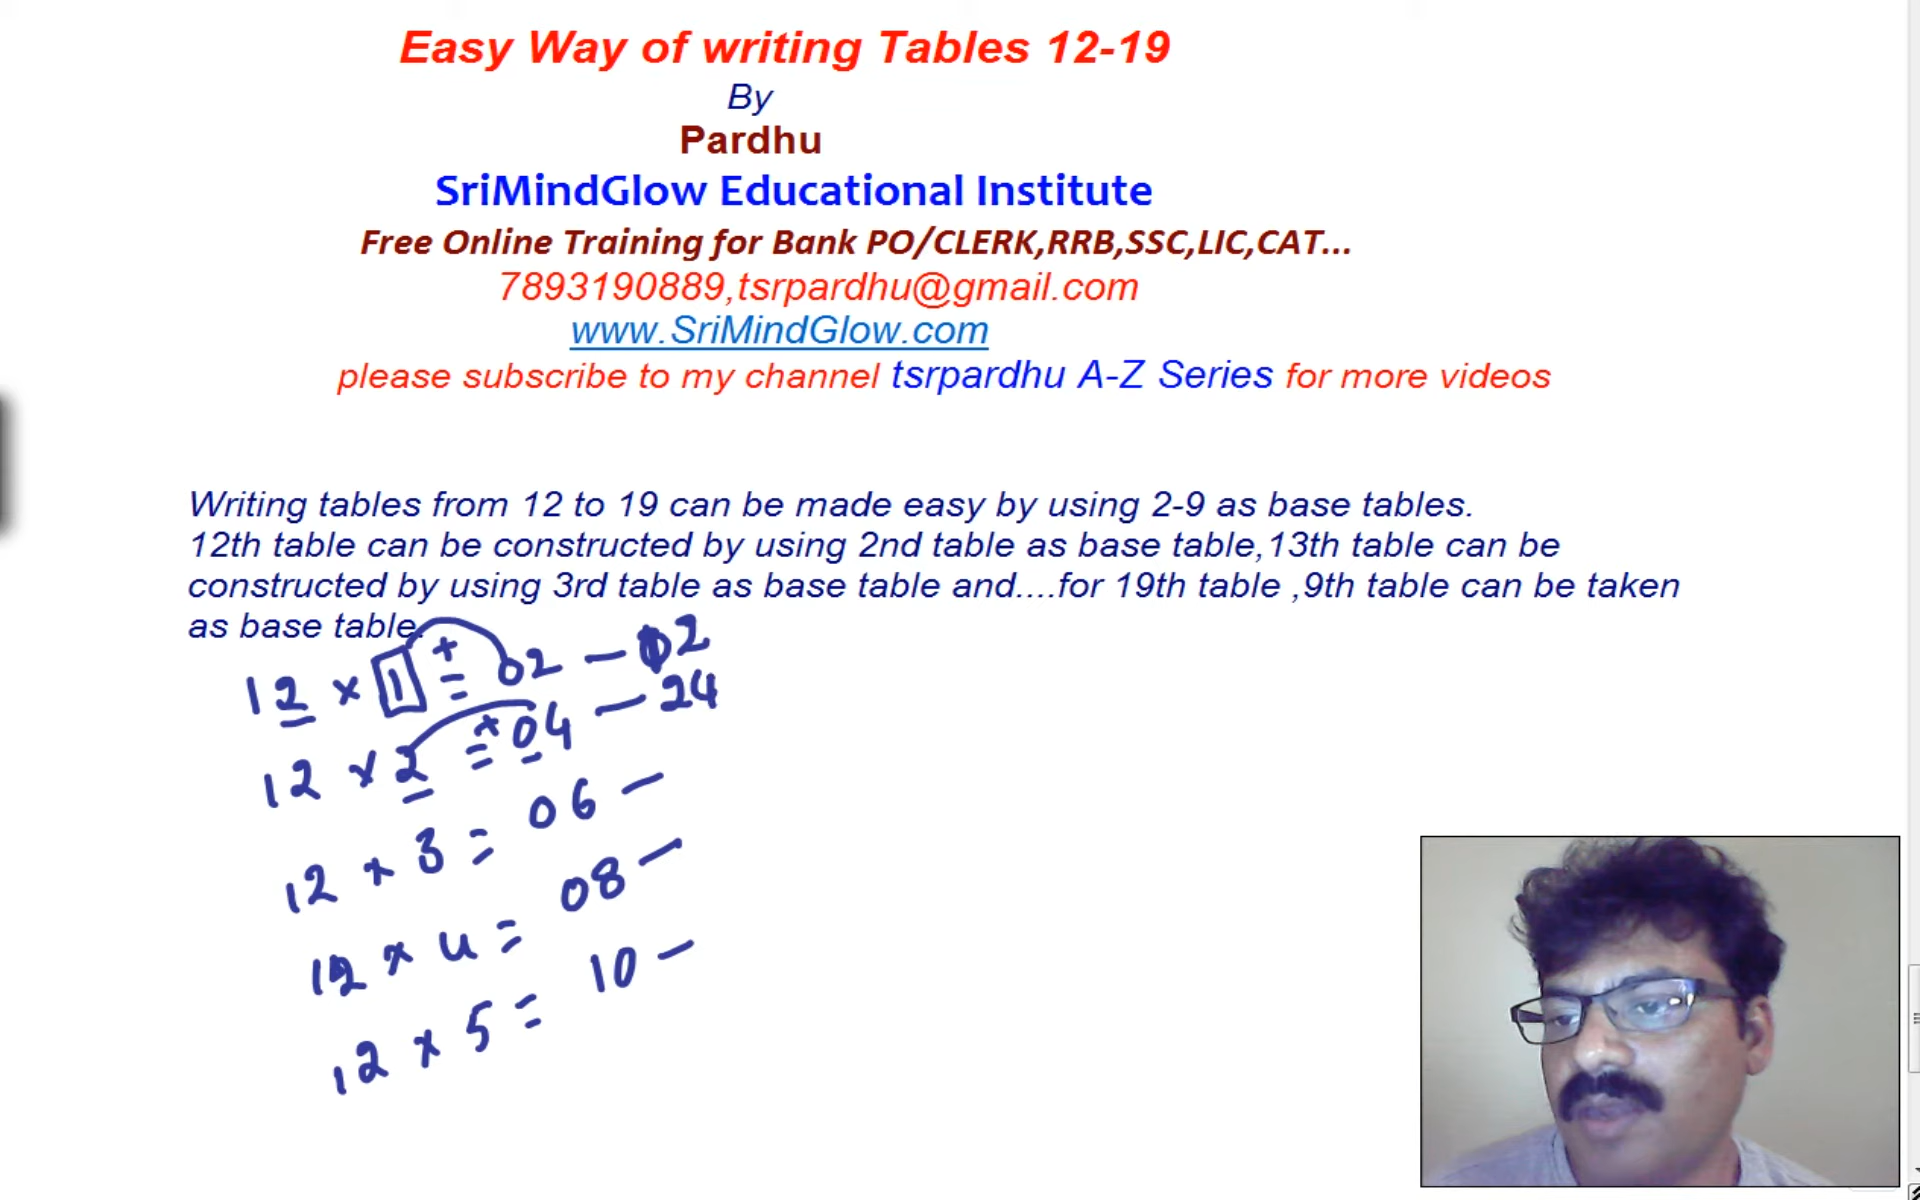 Easy Way of writing Tables 12-19
By
Pardhu
SriMindGlow Educational Institute
Free Online Training for Bank PO/CLERK,RRB,SSC,LIC,CAT...
7893190889,tsrpardhu@gmail.com
www.SriMindGlow.com
please subscribe to my channel tsrpardhu A-Z Series for more videos
Writing tables from 12 to 19 can be made easy by using 2-9 as base tables.
12th table can be constructed by using 2nd table as base table,13th table can be
constructed by using 3rd table as base table and....for 19th table ,9th table can be taken
as base table.
12 × 1 = + 02 - 12
12 × 2 = + 04 - 24
12 × 3 = 06 -
12 × 4 = 08 -
12 × 5 = 10 -